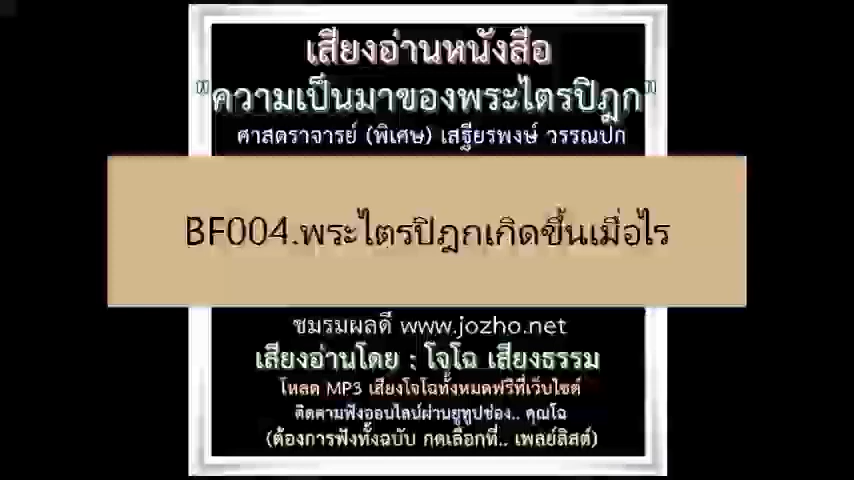 เสียงอ่านหนังสือ
"ความเป็นมาของพระไตรปิฎก"
ศาสตราจารย์ (พิเศษ) เสฐียรพงษ์ วรรณปก
BF004.พระไตรปิฎกเกิดขึ้นเมื่อไร
ชมรมผลดี www.jozho.net
เสียงอ่านโดย : โจโฉ เสียงธรรม
โหลด MP3 เสียงโจโฉทั้งหมดฟรีที่เว็บไซต์
ติดตามฟังออนไลน์ผ่านยูทูปช่อง.. คุณโฉ
(ต้องการฟังทั้งฉบับ กดเลือกที่.. เพลย์ลิสต์)